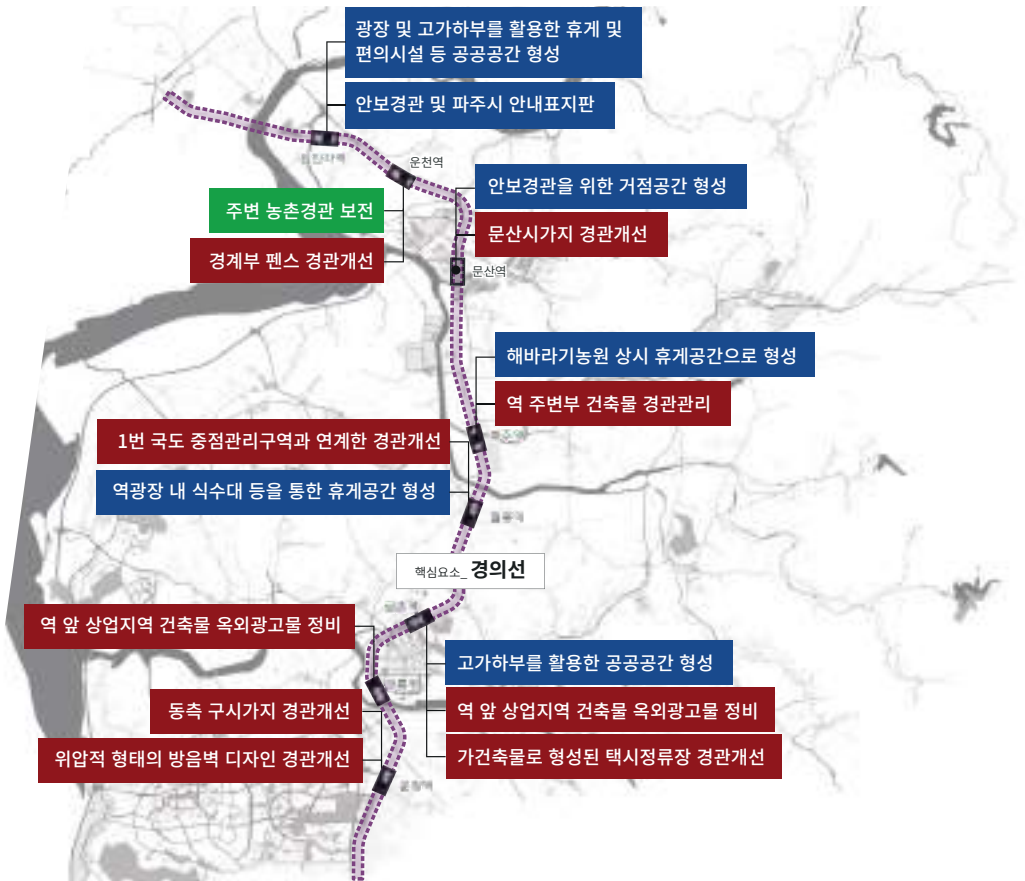 광장 및 고가하부를 활용한 휴게 및
편의시설 등 공공공간 형성
안보경관 및 파주시 안내표지판
운천역
안보경관을 위한 거점공간 형성
주변 농촌경관 보전
문산시가지 경관개선
경계부 펜스 경관개선
문산역
해바라기농원 상시 휴게공간으로 형성
역 주변부 건축물 경관관리
1번 국도 중점관리구역과 연계한 경관개선
역광장 내 식수대 등을 통한 휴게공간 형성
핵심요소_ 경의선
역 앞 상업지역 건축물 옥외광고물 정비
고가하부를 활용한 공공공간 형성
동측 구시가지 경관개선
역 앞 상업지역 건축물 옥외광고물 정비
위압적 형태의 방음벽 디자인 경관개선
가건축물로 형성된 택시정류장 경관개선